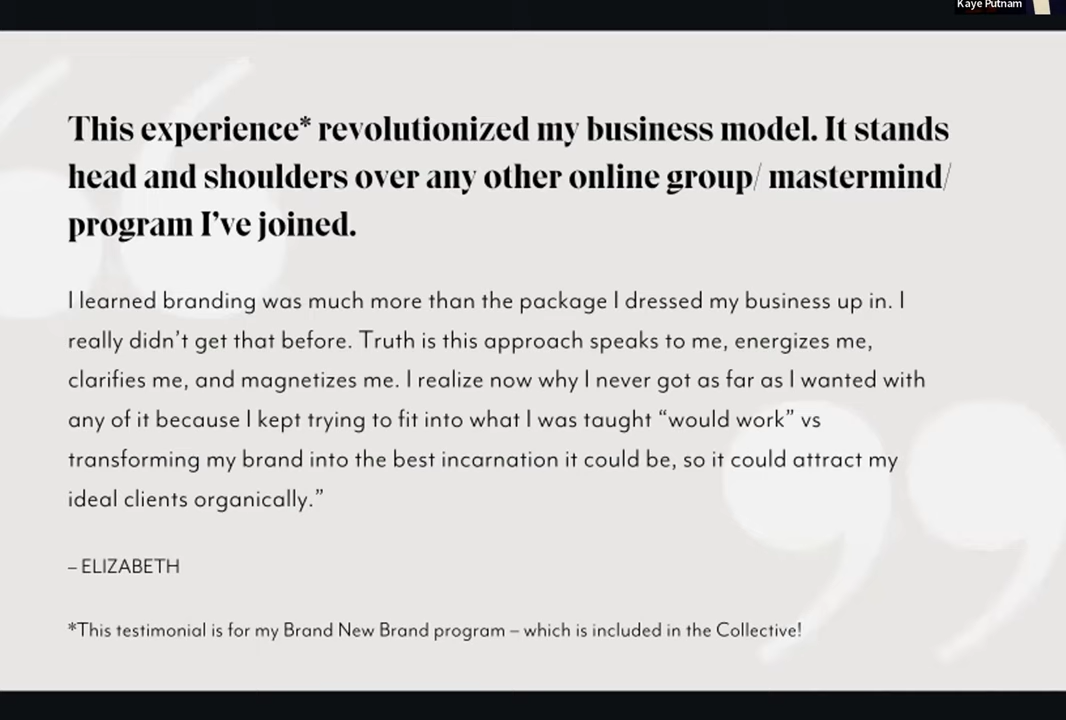 Kaye Putnam
This experience* revolutionized my business model. It stands
head and shoulders over any other online group/ mastermind/
program I’ve joined.
I learned branding was much more than the package I dressed my business up in. I
really didn’t get that before. Truth is this approach speaks to me, energizes me,
clarifies me, and magnetizes me. I realize now why I never got as far as I wanted with
any of it because I kept trying to fit into what I was taught “would work” vs
transforming my brand into the best incarnation it could be, so it could attract my
ideal clients organically.”
– ELIZABETH
*This testimonial is for my Brand New Brand program – which is included in the Collective!